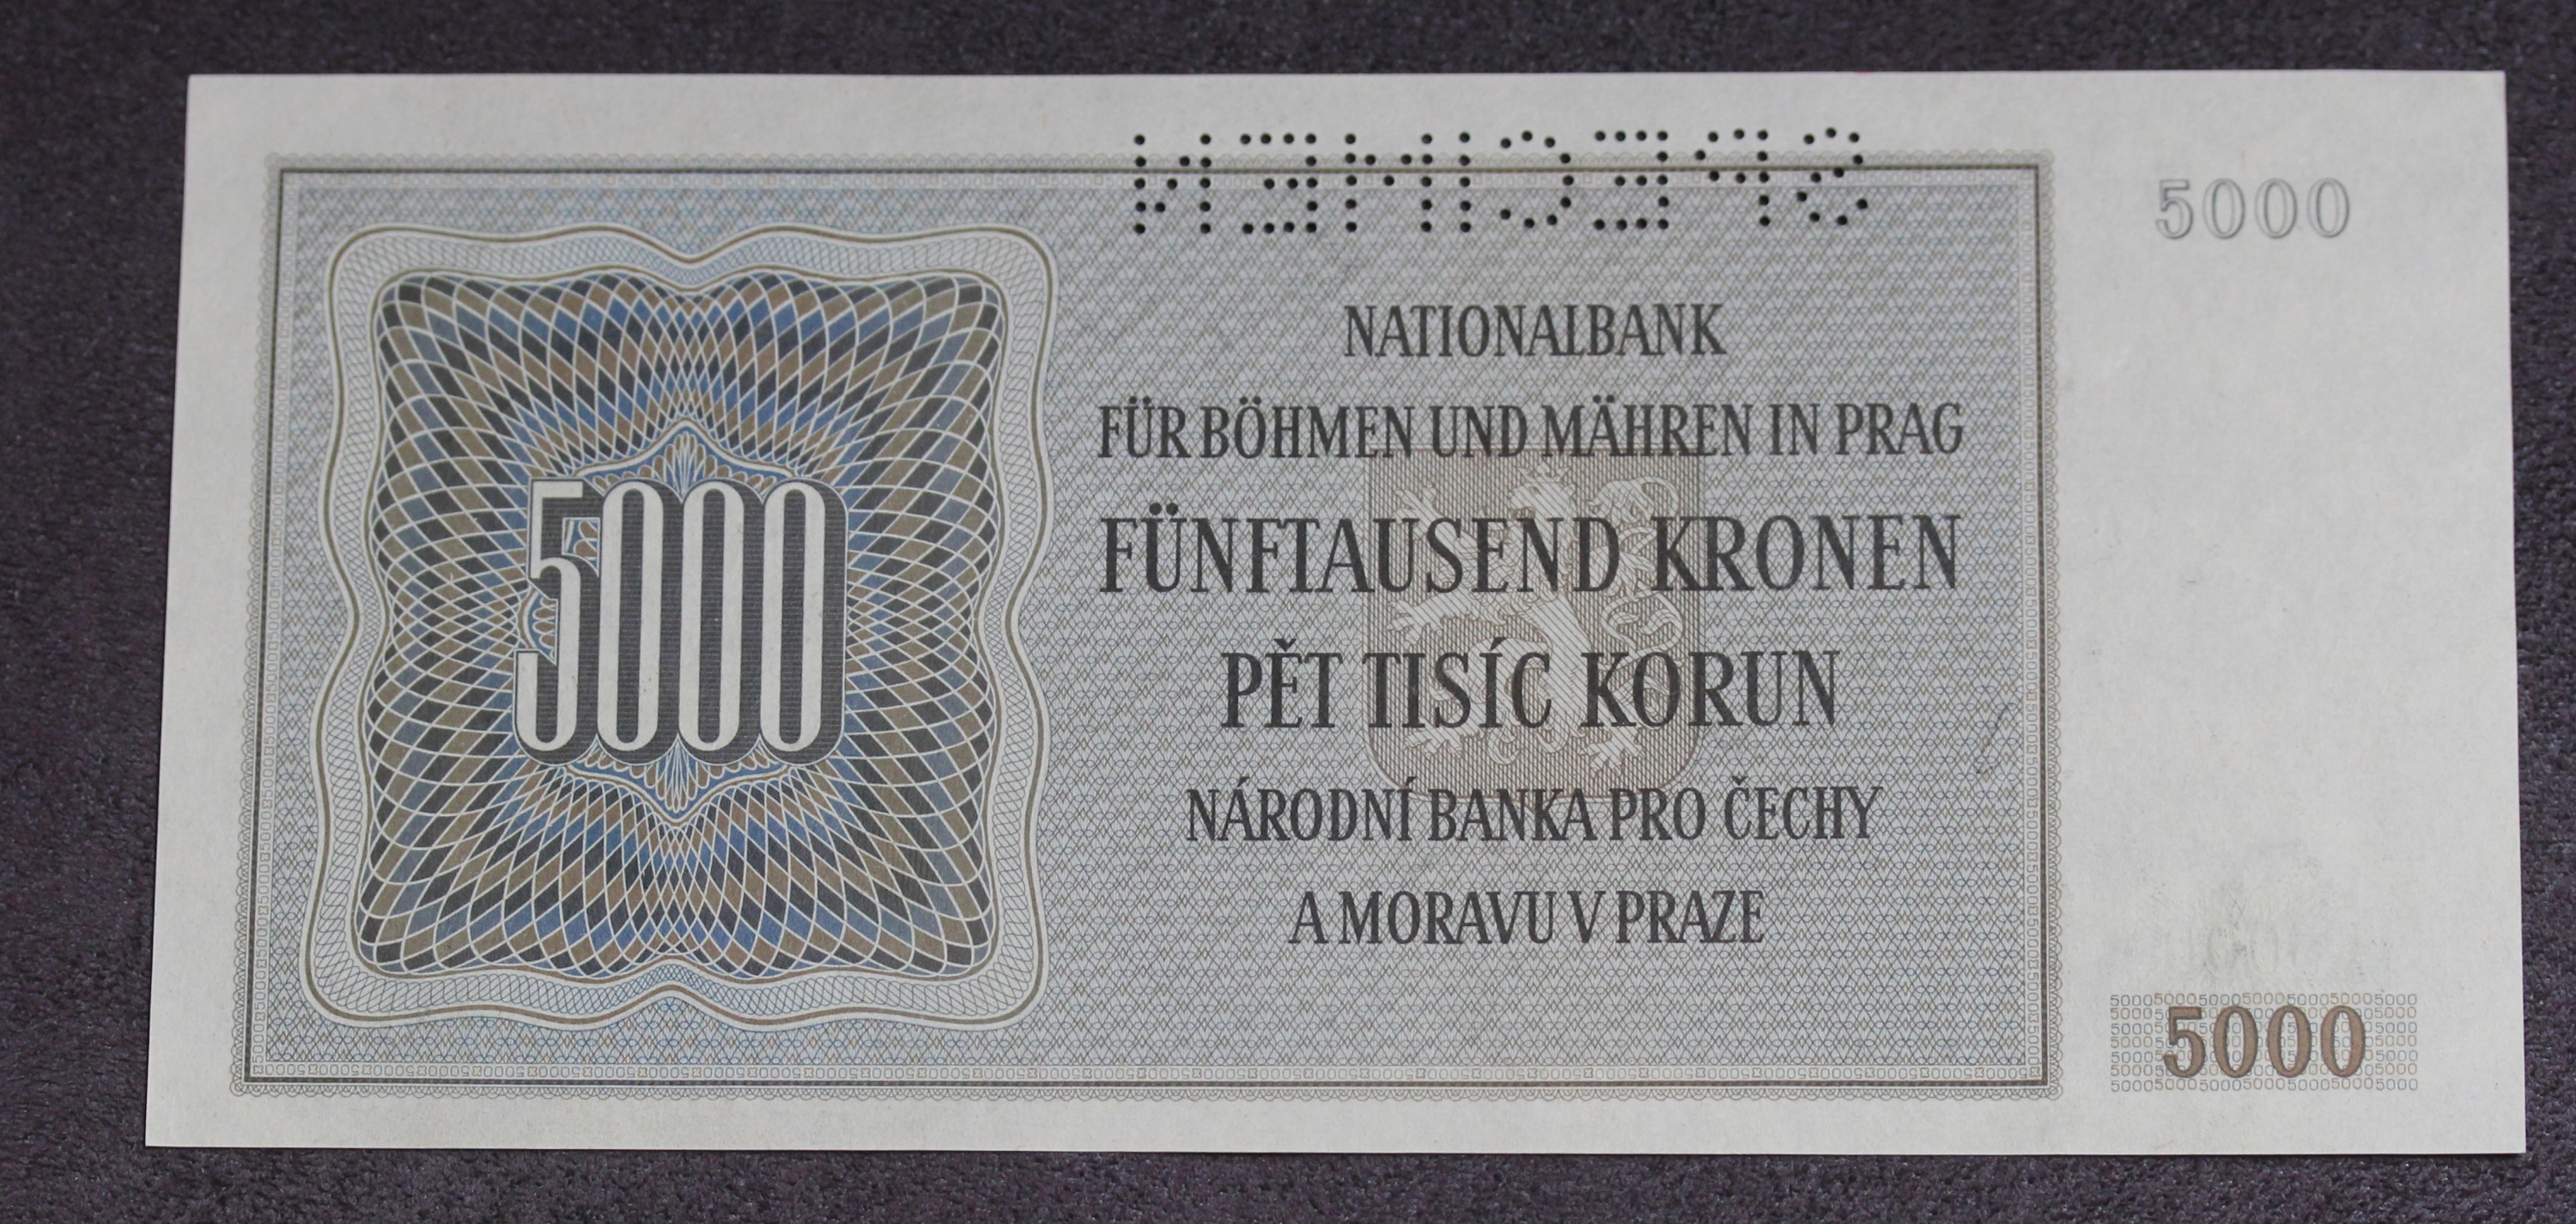 SPECIMEN
5000
NATIONALBANK
FÜR BÖHMEN UND MÄHREN IN PRAG
FÜNFTAUSEND KRONEN
5000
PĚT TISÍC KORUN
NÁRODNÍ BANKA PRO ČECHY
A MORAVU V PRAZE
5000